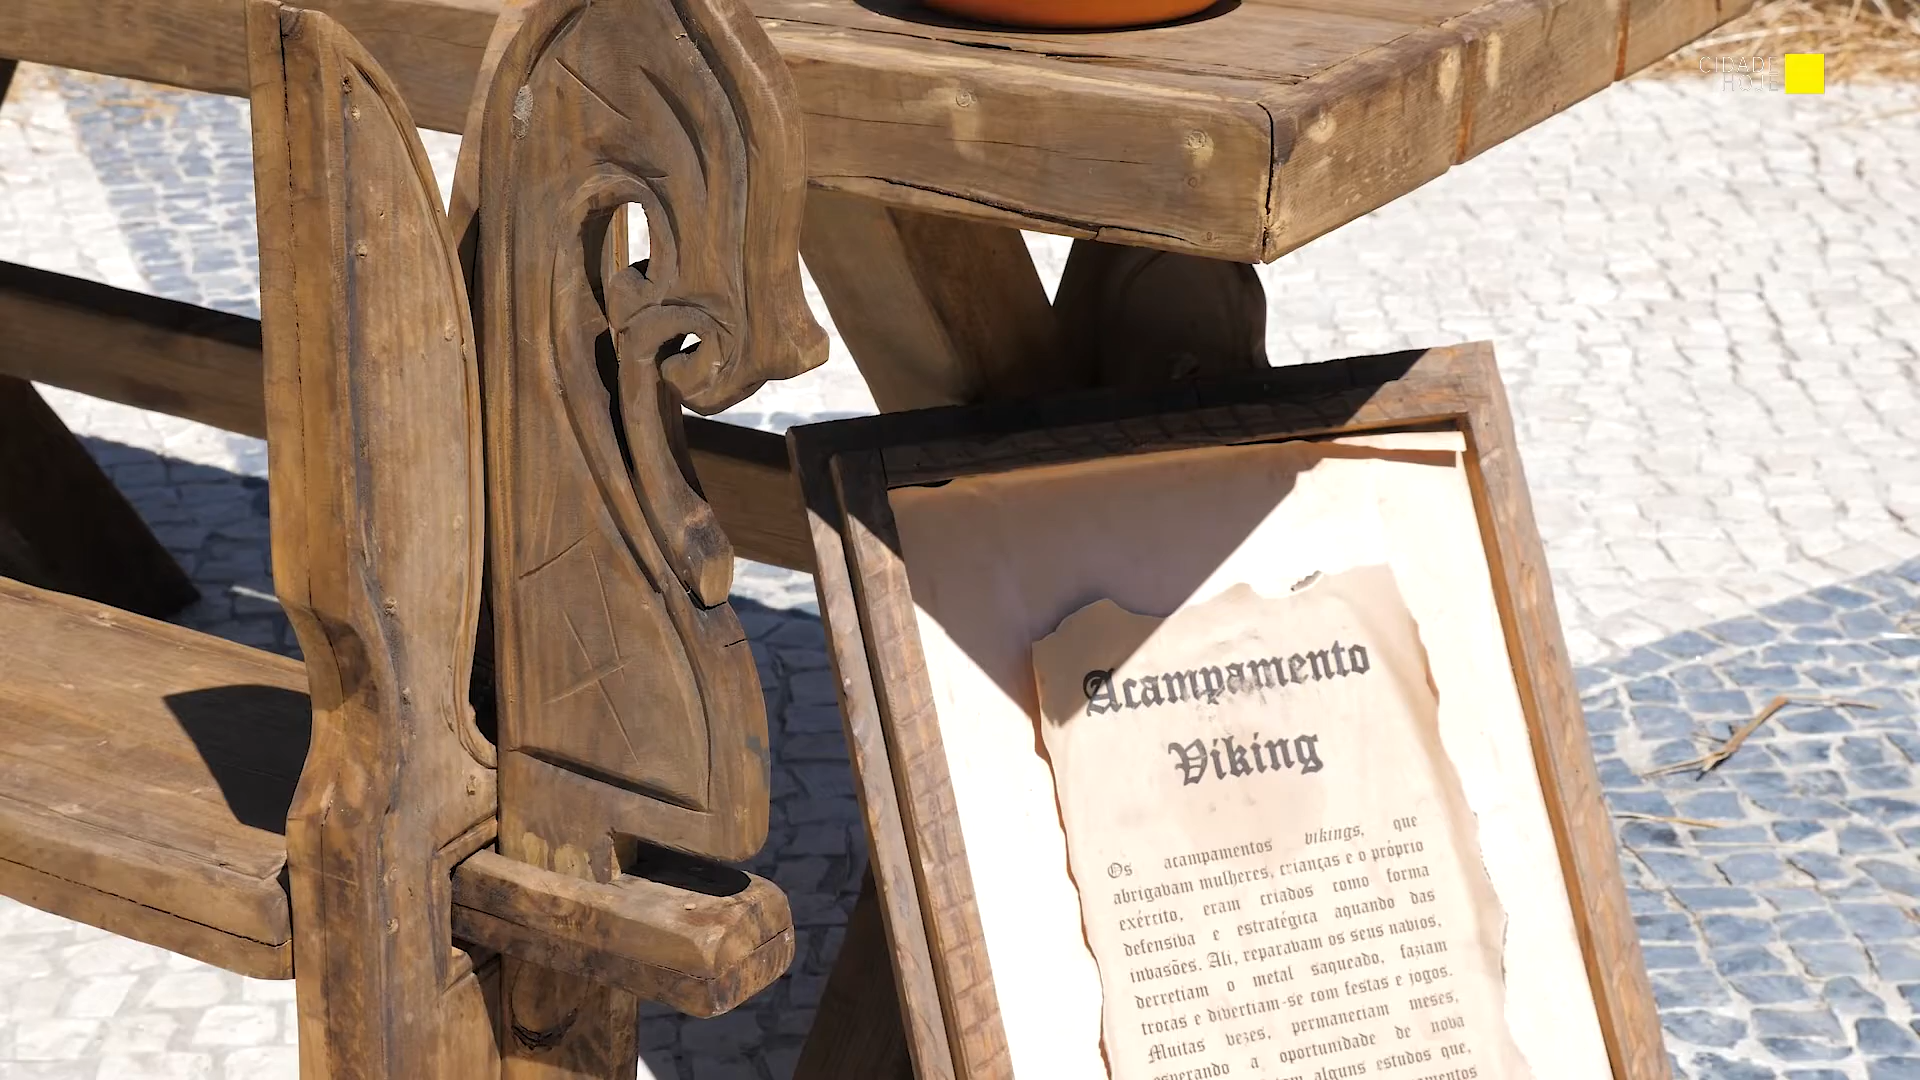 CIDADE
HOJE
Acampamento
Viking
Os acampamentos vikings, que
abrigavam mulheres, crianças e o próprio
exército, eram criados como forma
defensiva e estratégica aquando das
invasões. Ali, reparavam os seus navios,
derretiam o metal saqueado, faziam
trocas e divertiam-se com festas e jogos.
Muitas vezes, permaneciam meses,
esperando a oportunidade de nova
alguns estudos que,